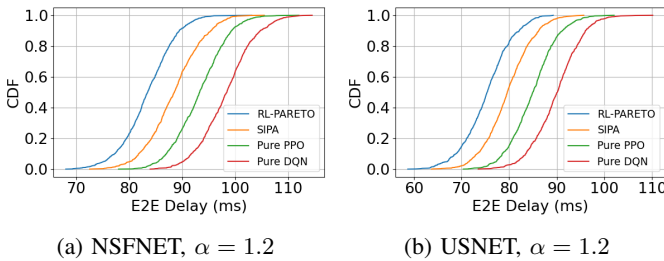 1.0
0.8
0.6
0.4
0.2
0.0
CDF
RL-PARETO
SIPA
Pure PPO
Pure DQN
70 80 90 100 110
E2E Delay (ms)
(a) NSFNET, α = 1.2
1.0
0.8
0.6
0.4
0.2
0.0
CDF
RL-PARETO
SIPA
Pure PPO
Pure DQN
60 70 80 90 100 110
E2E Delay (ms)
(b) USNET, α = 1.2